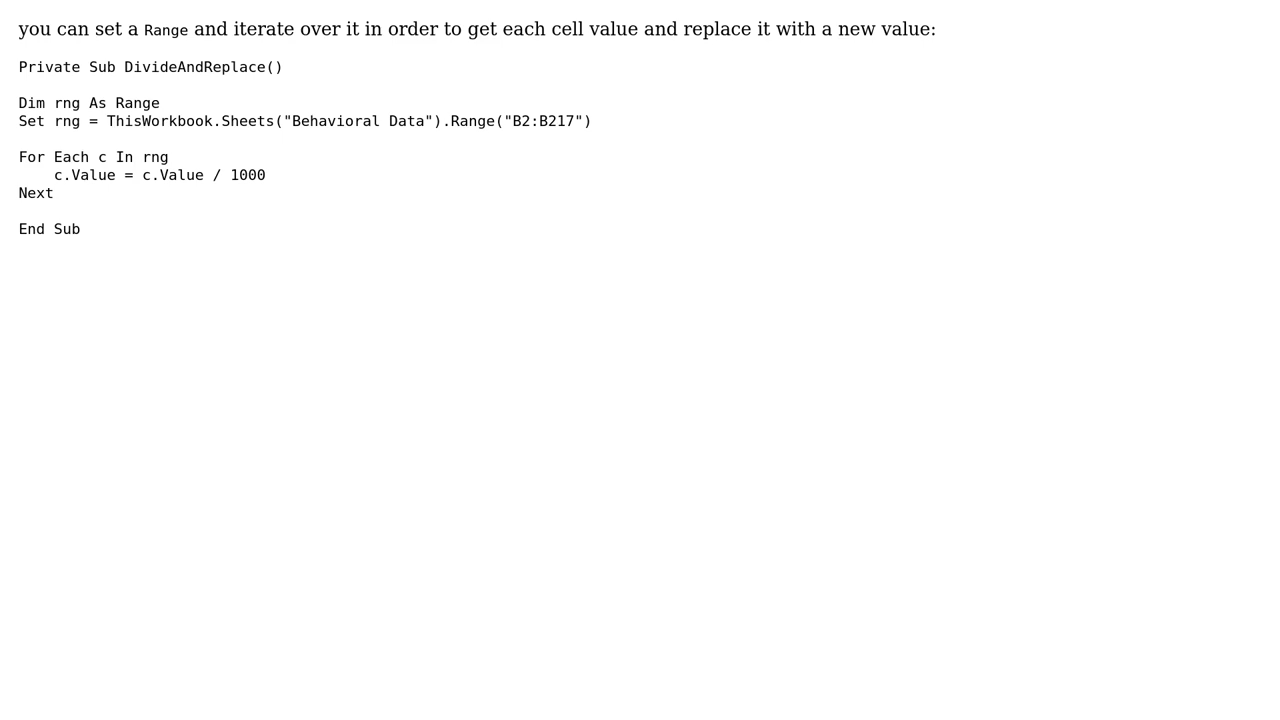 you can set a Range and iterate over it in order to get each cell value and replace it with a new value:
Private Sub DivideAndReplace()
Dim rng As Range
Set rng = ThisWorkbook.Sheets("Behavioral Data").Range("B2:B217")
For Each c In rng
    c.Value = c.Value / 1000
Next
End Sub